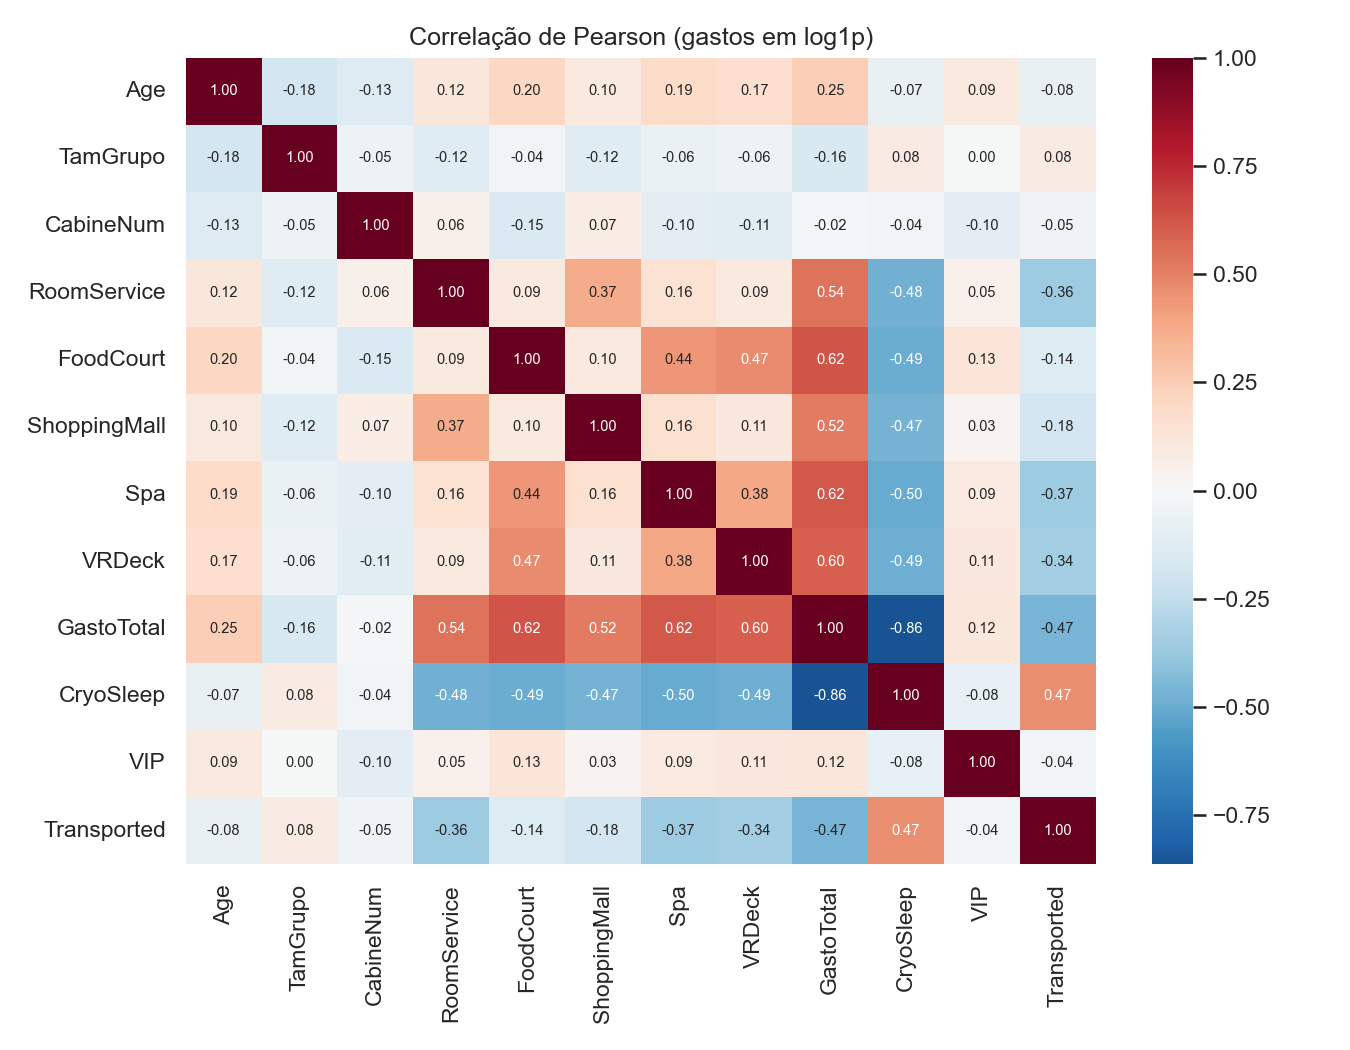 Correlação de Pearson (gastos em log1p)
Age 1.00 -0.18 -0.13 0.12 0.20 0.10 0.19 0.17 0.25 -0.07 0.09 -0.08
TamGrupo -0.18 1.00 -0.05 -0.12 -0.04 -0.12 -0.06 -0.06 -0.16 0.08 0.00 0.08
CabineNum -0.13 -0.05 1.00 0.06 -0.15 0.07 -0.10 -0.11 -0.02 -0.04 -0.10 -0.05
RoomService 0.12 -0.12 0.06 1.00 0.09 0.37 0.16 0.09 0.54 -0.48 0.05 -0.36
FoodCourt 0.20 -0.04 -0.15 0.09 1.00 0.10 0.44 0.47 0.62 -0.49 0.13 -0.14
ShoppingMall 0.10 -0.12 0.07 0.37 0.10 1.00 0.16 0.11 0.52 -0.47 0.03 -0.18
Spa 0.19 -0.06 -0.10 0.16 0.44 0.16 1.00 0.38 0.62 -0.50 0.09 -0.37
VRDeck 0.17 -0.06 -0.11 0.09 0.47 0.11 0.38 1.00 0.60 -0.49 0.11 -0.34
GastoTotal 0.25 -0.16 -0.02 0.54 0.62 0.52 0.62 0.60 1.00 -0.86 0.12 -0.47
CryoSleep -0.07 0.08 -0.04 -0.48 -0.49 -0.47 -0.50 -0.49 -0.86 1.00 -0.08 0.47
VIP 0.09 0.00 -0.10 0.05 0.13 0.03 0.09 0.11 0.12 -0.08 1.00 -0.04
Transported -0.08 0.08 -0.05 -0.36 -0.14 -0.18 -0.37 -0.34 -0.47 0.47 -0.04 1.00
Age TamGrupo CabineNum RoomService FoodCourt ShoppingMall Spa VRDeck GastoTotal CryoSleep VIP Transported
1.00
0.75
0.50
0.25
0.00
−0.25
−0.50
−0.75